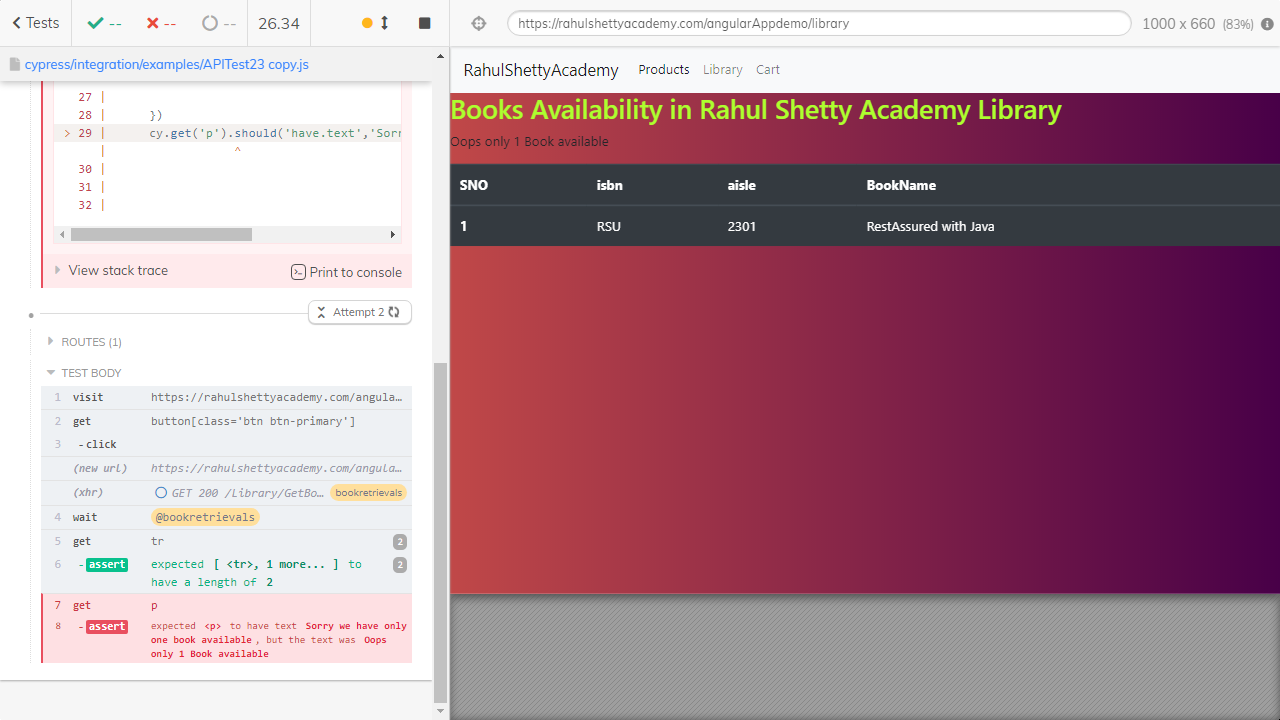 Tests
--
--
--
26.34
https://rahulshettyacademy.com/angularAppdemo/library
1000 x 660 (83%)
cypress/integration/examples/APITest23 copy.js
27 |
28 | })
> 29 | cy.get('p').should('have.text','Sorr
| ^
30 |
31 |
32 |
View stack trace
Print to console
Attempt 2
ROUTES (1)
TEST BODY
1 visit https://rahulshettyacademy.com/angula…
2 get button[class='btn btn-primary']
3 -click
(new url) https://rahulshettyacademy.com/angula…
(xhr) GET 200 /Library/GetBo… bookretrievals
4 wait @bookretrievals
5 get tr 2
6 -assert expected [ <tr>, 1 more... ] to 2
have a length of 2
7 get p
8 -assert expected <p> to have text Sorry we have only
one book available, but the text was Oops
only 1 Book available
RahulShettyAcademy Products Library Cart
Books Availability in Rahul Shetty Academy Library
Oops only 1 Book available
SNO isbn aisle BookName
1 RSU 2301 RestAssured with Java